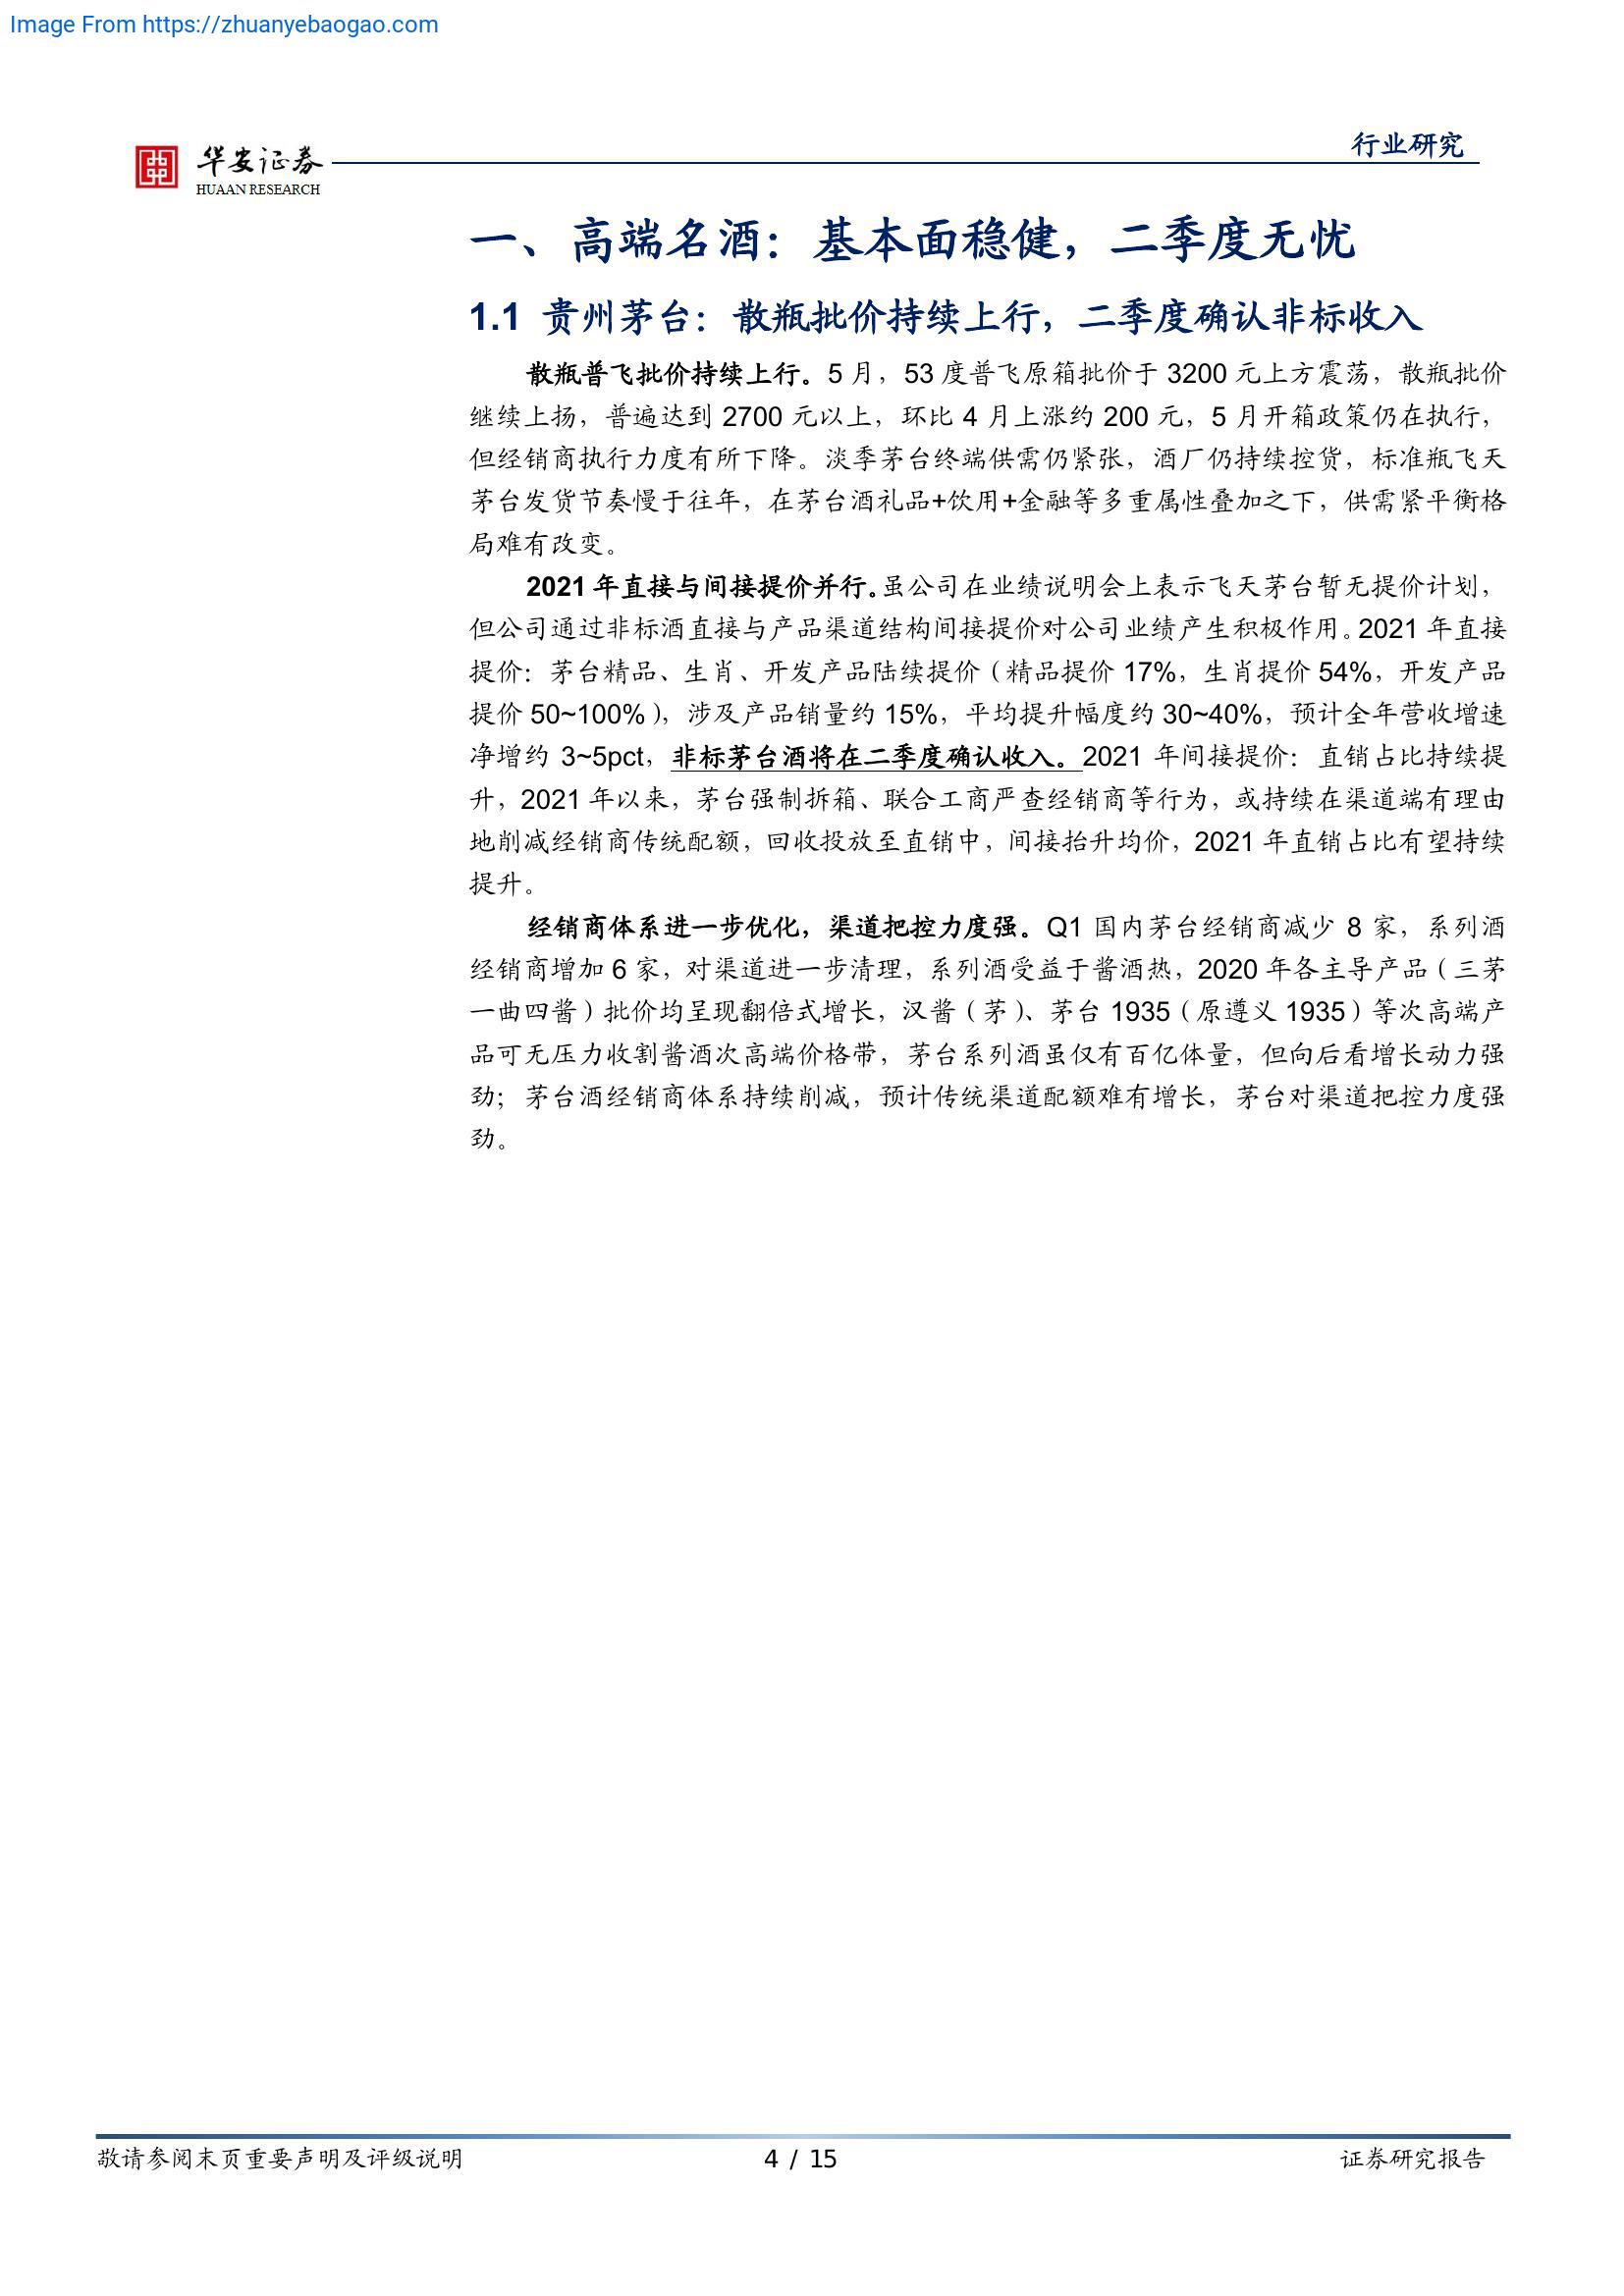 Image From https://zhuanyebaogao.com
行业研究
华安证券
HUAAN RESEARCH
一、高端名酒：基本面稳健，二季度无忧
1.1 贵州茅台：散瓶批价持续上行，二季度确认非标收入
散瓶普飞批价持续上行。5 月，53 度普飞原箱批价于 3200 元上方震荡，散瓶批价
继续上扬，普遍达到 2700 元以上，环比 4 月上涨约 200 元，5 月开箱政策仍在执行，
但经销商执行力度有所下降。淡季茅台终端供需仍紧张，酒厂仍持续控货，标准瓶飞天
茅台发货节奏慢于往年，在茅台酒礼品+饮用+金融等多重属性叠加之下，供需紧平衡格
局难有改变。
2021 年直接与间接提价并行。虽公司在业绩说明会上表示飞天茅台暂无提价计划，
但公司通过非标酒直接与产品渠道结构间接提价对公司业绩产生积极作用。2021 年直接
提价：茅台精品、生肖、开发产品陆续提价（精品提价 17%，生肖提价 54%，开发产品
提价 50~100%），涉及产品销量约 15%，平均提升幅度约 30~40%，预计全年营收增速
净增约 3~5pct，非标茅台酒将在二季度确认收入。2021 年间接提价：直销占比持续提
升，2021 年以来，茅台强制拆箱、联合工商严查经销商等行为，或持续在渠道端有理由
地削减经销商传统配额，回收投放至直销中，间接抬升均价，2021 年直销占比有望持续
提升。
经销商体系进一步优化，渠道把控力度强。Q1 国内茅台经销商减少 8 家，系列酒
经销商增加 6 家，对渠道进一步清理，系列酒受益于酱酒热，2020 年各主导产品（三茅
一曲四酱）批价均呈现翻倍式增长，汉酱（茅）、茅台 1935（原遵义 1935）等次高端产
品可无压力收割酱酒次高端价格带，茅台系列酒虽仅有百亿体量，但向后看增长动力强
劲；茅台酒经销商体系持续削减，预计传统渠道配额难有增长，茅台对渠道把控力度强
劲。
敬请参阅末页重要声明及评级说明
4 / 15
证券研究报告